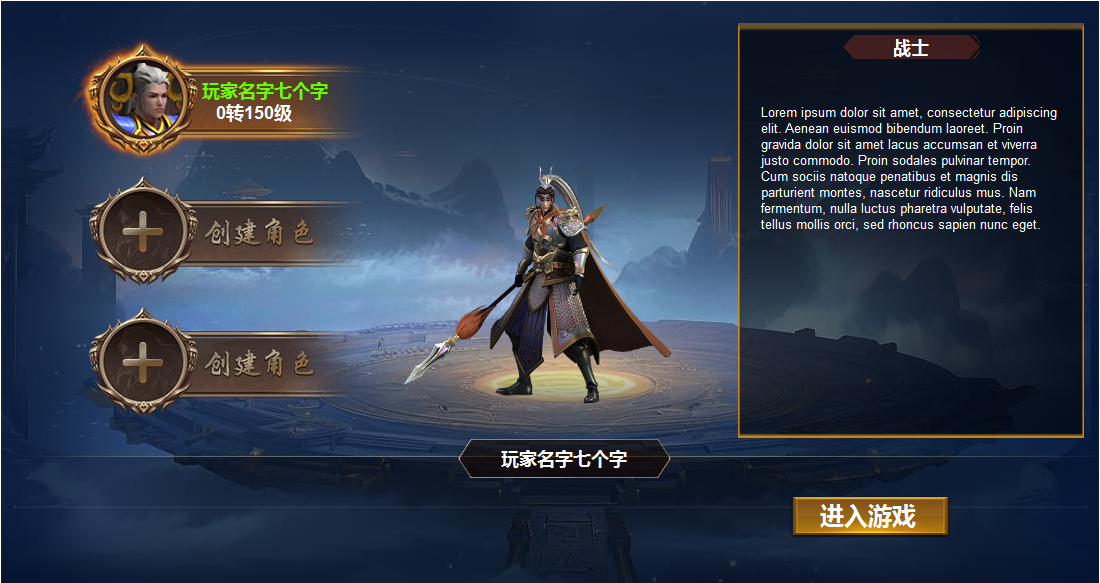 玩家名字七个字
0转150级
创建角色
创建角色
玩家名字七个字
战士
Lorem ipsum dolor sit amet, consectetur adipiscing
elit. Aenean euismod bibendum laoreet. Proin
gravida dolor sit amet lacus accumsan et viverra
justo commodo. Proin sodales pulvinar tempor.
Cum sociis natoque penatibus et magnis dis
parturient montes, nascetur ridiculus mus. Nam
fermentum, nulla luctus pharetra vulputate, felis
tellus mollis orci, sed rhoncus sapien nunc eget.
进入游戏